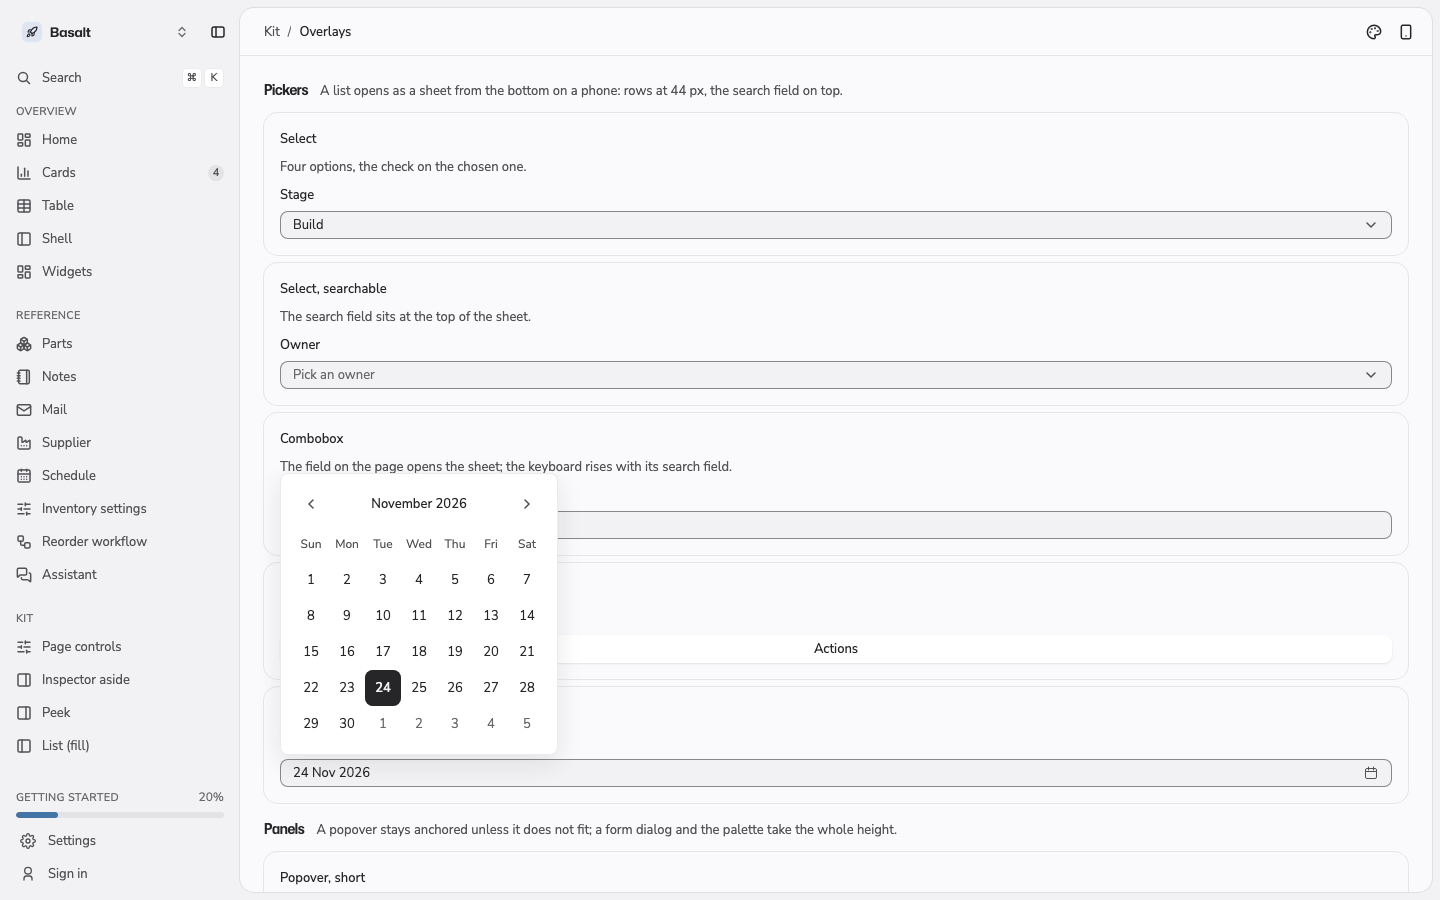 Basalt
Search
⌘ K
OVERVIEW
Home
Cards 4
Table
Shell
Widgets
REFERENCE
Parts
Notes
Mail
Supplier
Schedule
Inventory settings
Reorder workflow
Assistant
KIT
Page controls
Inspector aside
Peek
List (fill)
GETTING STARTED 20%
Settings
Sign in
Kit / Overlays
Pickers A list opens as a sheet from the bottom on a phone: rows at 44 px, the search field on top.
Select
Four options, the check on the chosen one.
Stage
Build
Select, searchable
The search field sits at the top of the sheet.
Owner
Pick an owner
Combobox
The field on the page opens the sheet; the keyboard rises with its search field.
November 2026
Sun Mon Tue Wed Thu Fri Sat
1 2 3 4 5 6 7
8 9 10 11 12 13 14
15 16 17 18 19 20 21
22 23 24 25 26 27 28
29 30 1 2 3 4 5
Actions
24 Nov 2026
Panels A popover stays anchored unless it does not fit; a form dialog and the palette take the whole height.
Popover, short